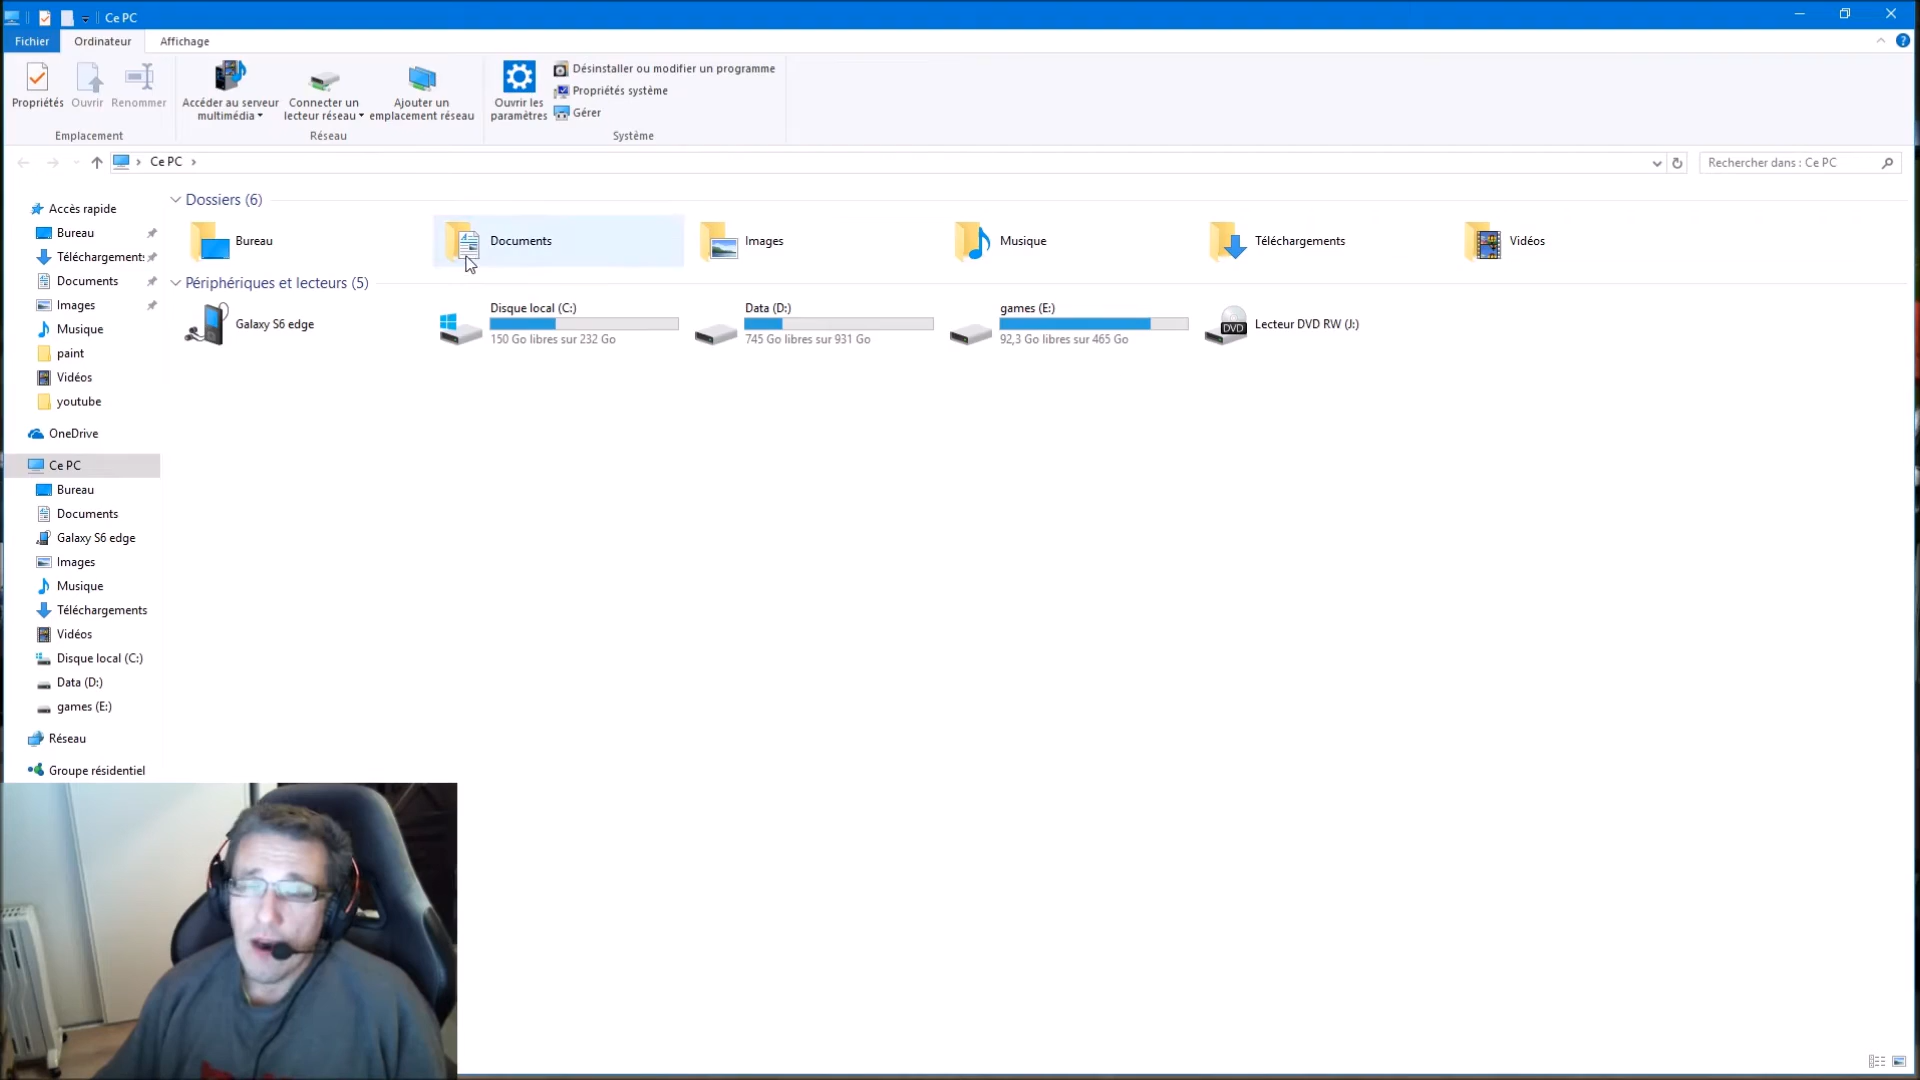 Ce PC
Fichier
Ordinateur
Affichage
Propriétés
Ouvrir
Renommer
Emplacement
Accéder au serveur
multimédia
Connecter un
lecteur réseau
Ajouter un
emplacement réseau
Réseau
Ouvrir les
paramètres
Désinstaller ou modifier un programme
Propriétés système
Gérer
Système
Ce PC
Rechercher dans : Ce PC
Accès rapide
Bureau
Téléchargements
Documents
Images
Musique
paint
Vidéos
youtube
OneDrive
Ce PC
Bureau
Documents
Galaxy S6 edge
Images
Musique
Téléchargements
Vidéos
Disque local (C:)
Data (D:)
games (E:)
Réseau
Groupe résidentiel
Dossiers (6)
Bureau
Documents
Images
Musique
Téléchargements
Vidéos
Périphériques et lecteurs (5)
Galaxy S6 edge
Disque local (C:)
150 Go libres sur 232 Go
Data (D:)
745 Go libres sur 931 Go
games (E:)
92,3 Go libres sur 465 Go
DVD
Lecteur DVD RW (J:)